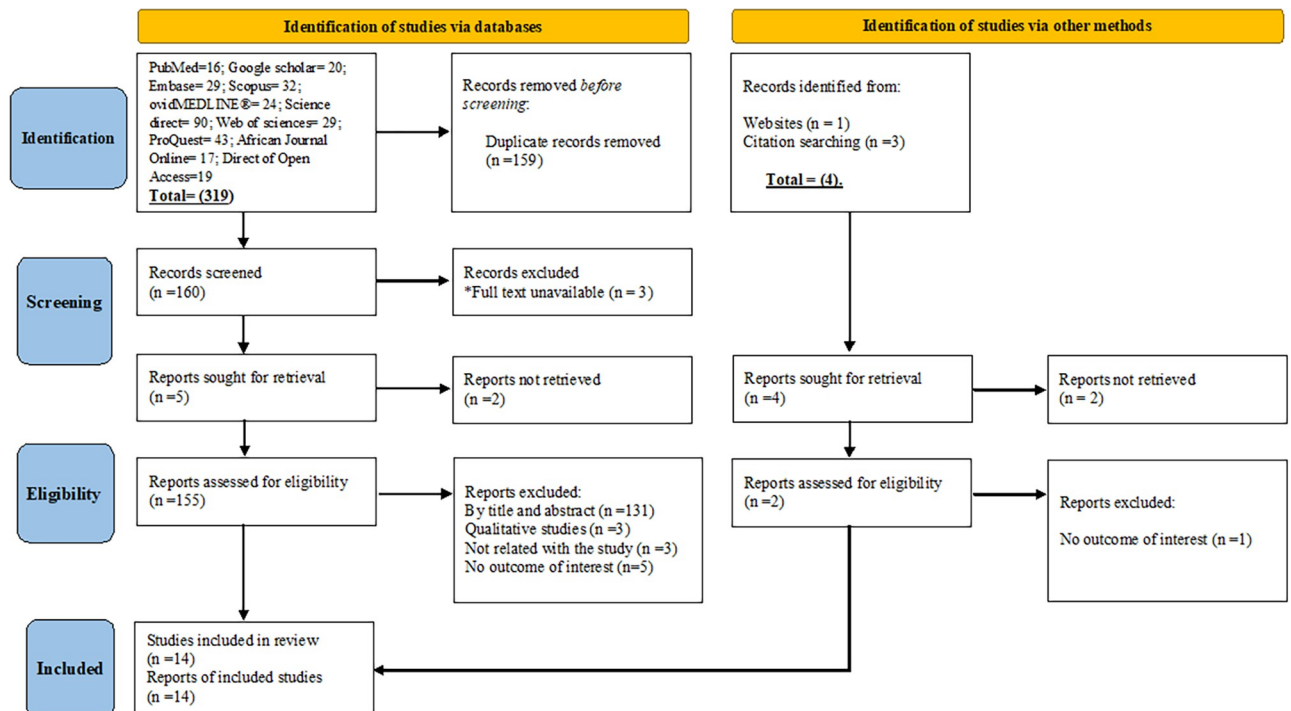 Identification of studies via databases
Identification of studies via other methods
Identification
PubMed=16; Google scholar= 20;
Embase= 29; Scopus= 32;
ovidMEDLINE®= 24; Science
direct= 90; Web of sciences= 29;
ProQuest= 43; African Journal
Online= 17; Direct of Open
Access=19
Total= (319)
Records removed before
screening:
Duplicate records removed
(n =159)
Records identified from:
Websites (n = 1)
Citation searching (n =3)
Total = (4).
Screening
Records screened
(n =160)
Records excluded
*Full text unavailable (n = 3)
Reports sought for retrieval
(n =5)
Reports not retrieved
(n =2)
Reports sought for retrieval
(n =4)
Reports not retrieved
(n = 2)
Eligibility
Reports assessed for eligibility
(n =155)
Reports excluded:
By title and abstract (n =131)
Qualitative studies (n =3)
Not related with the study (n =3)
No outcome of interest (n=5)
Reports assessed for eligibility
(n =2)
Reports excluded:
No outcome of interest (n =1)
Included
Studies included in review
(n =14)
Reports of included studies
(n =14)